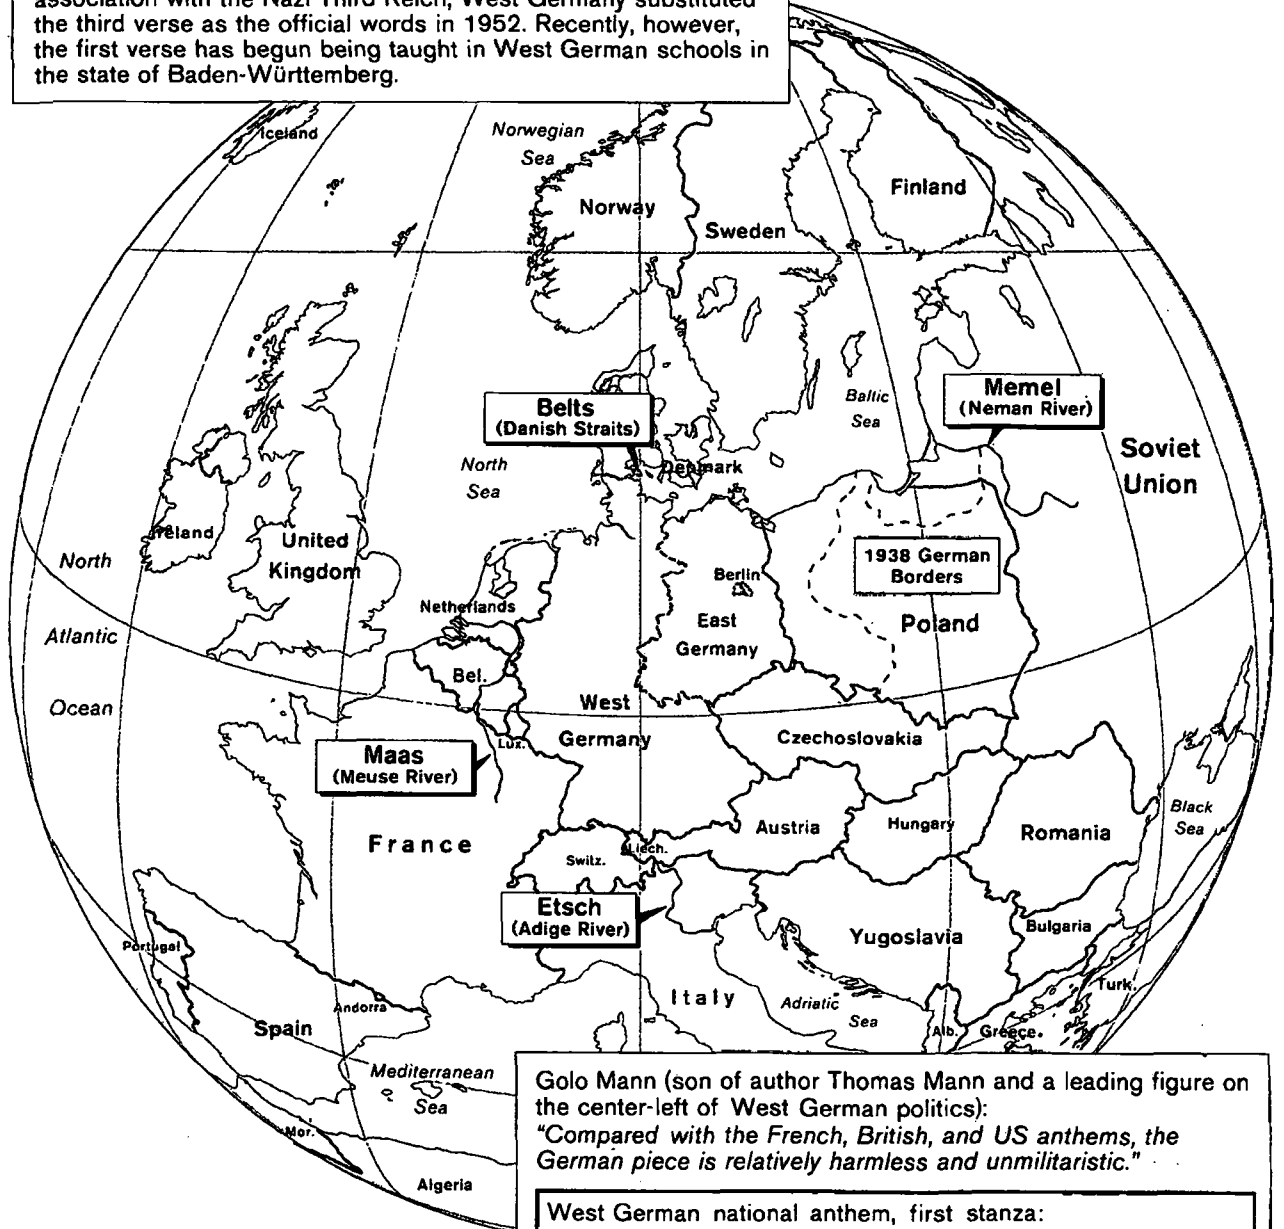 association with the Nazi Third Reich, West Germany substituted
the third verse as the official words in 1952. Recently, however,
the first verse has begun being taught in West German schools in
the state of Baden-Württemberg.
Iceland
Norwegian
Sea
Norway
Sweden
Finland
Belts
(Danish Straits)
Baltic
Sea
Memel
(Neman River)
Soviet
Union
North
Sea
Denmark
Ireland
United
Kingdom
North
Atlantic
Ocean
1938 German
Borders
Berlin
Netherlands
East
Germany
Poland
Bel.
West
Germany
Lux.
Maas
(Meuse River)
Czechoslovakia
France
Austria
Hungary
Romania
Black
Sea
Switz.
Liech.
Etsch
(Adige River)
Portugal
Yugoslavia
Bulgaria
Andorra
Spain
Italy
Adriatic
Sea
Alb.
Greece.
Turk.
Mediterranean
Sea
Mor.
Algeria
Golo Mann (son of author Thomas Mann and a leading figure on
the center-left of West German politics):
"Compared with the French, British, and US anthems, the
German piece is relatively harmless and unmilitaristic."
West German national anthem, first stanza: